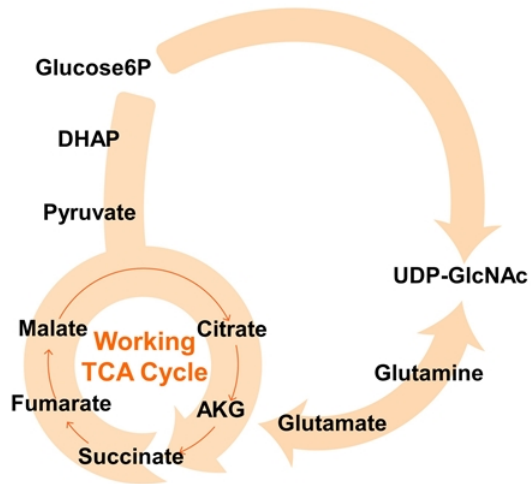 Glucose6P
DHAP
Pyruvate
UDP-GlcNAc
Malate
Working
TCA Cycle
Citrate
Glutamine
Fumarate
AKG
Glutamate
Succinate